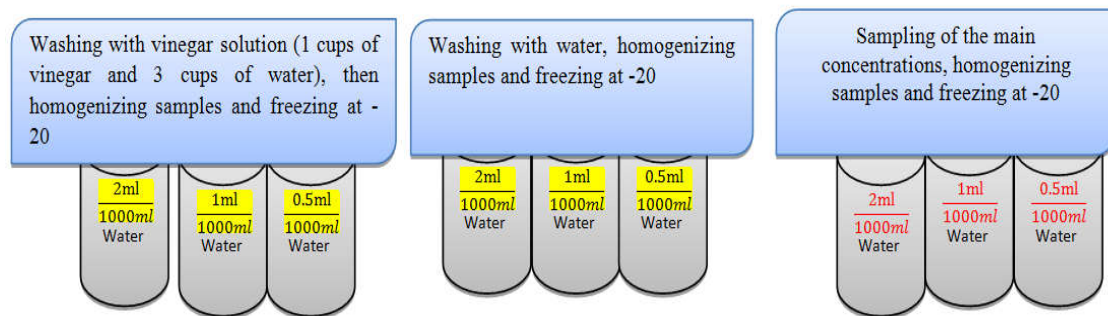 Washing with vinegar solution (1 cups of
vinegar and 3 cups of water), then
homogenizing samples and freezing at -
20
2ml
1000ml
Water
1ml
1000ml
Water
0.5ml
1000ml
Water
Washing with water, homogenizing
samples and freezing at -20
2ml
1000ml
Water
1ml
1000ml
Water
0.5ml
1000ml
Water
Sampling of the main
concentrations, homogenizing
samples and freezing at -20
2ml
1000ml
Water
1ml
1000ml
Water
0.5ml
1000ml
Water